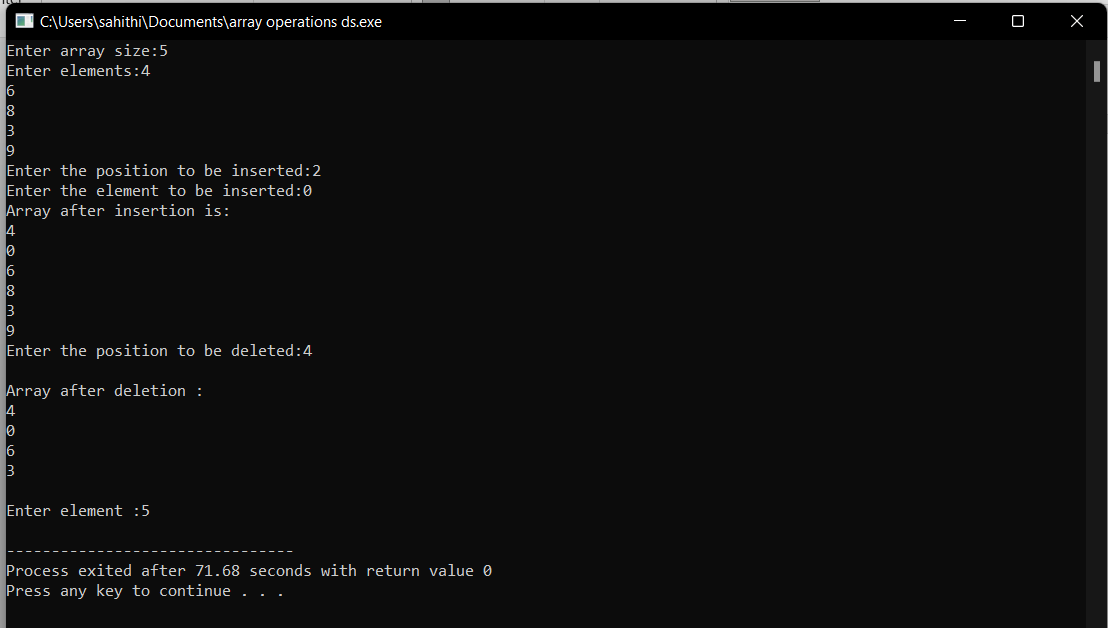 C:\Users\sahithi\Documents\array operations ds.exe
Enter array size:5
Enter elements:4
6
8
3
9
Enter the position to be inserted:2
Enter the element to be inserted:0
Array after insertion is:
4
0
6
8
3
9
Enter the position to be deleted:4

Array after deletion :
4
0
6
3

Enter element :5

--------------------------------
Process exited after 71.68 seconds with return value 0
Press any key to continue . . .